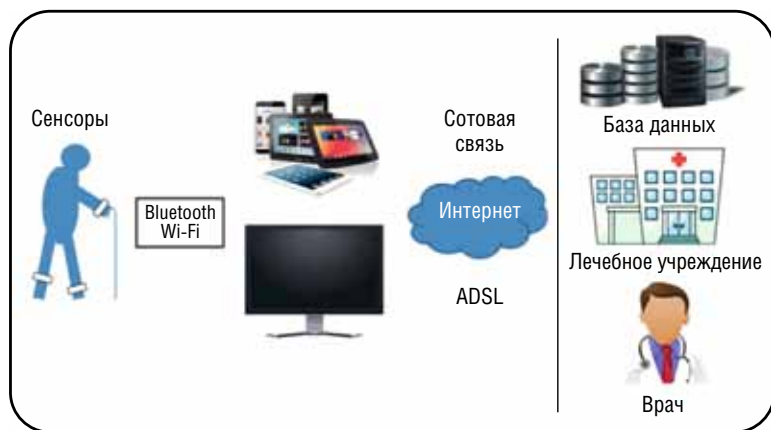 Сенсоры
Bluetooth
Wi-Fi
Сотовая
связь
Интернет
ADSL
База данных
Лечебное учреждение
Врач